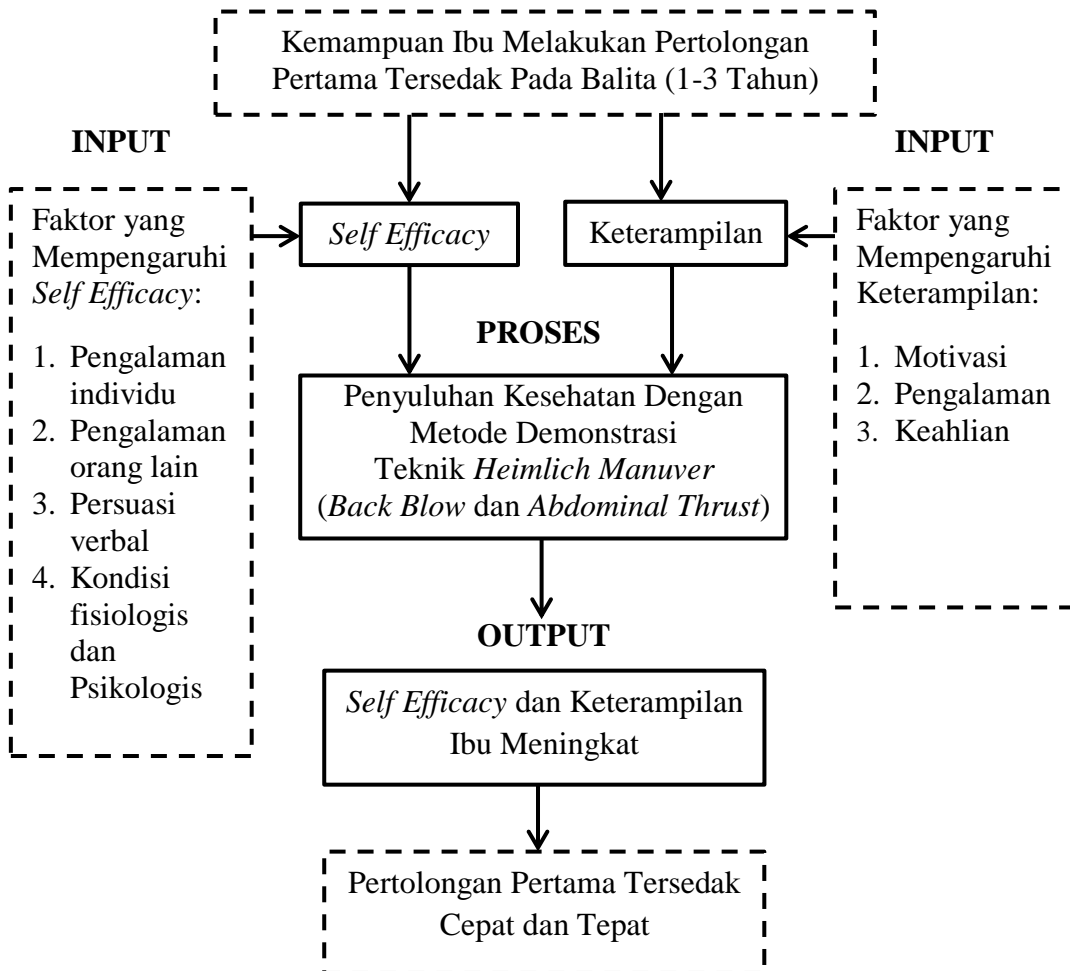 Kemampuan Ibu Melakukan Pertolongan
Pertama Tersedak Pada Balita (1-3 Tahun)
INPUT
Faktor yang
Mempengaruhi
Self Efficacy:
1. Pengalaman
individu
2. Pengalaman
orang lain
3. Persuasi
verbal
4. Kondisi
fisiologis
dan
Psikologis
Self Efficacy
Keterampilan
INPUT
Faktor yang
Mempengaruhi
Keterampilan:
1. Motivasi
2. Pengalaman
3. Keahlian
PROSES
Penyuluhan Kesehatan Dengan
Metode Demonstrasi
Teknik Heimlich Manuver
(Back Blow dan Abdominal Thrust)
OUTPUT
Self Efficacy dan Keterampilan
Ibu Meningkat
Pertolongan Pertama Tersedak
Cepat dan Tepat